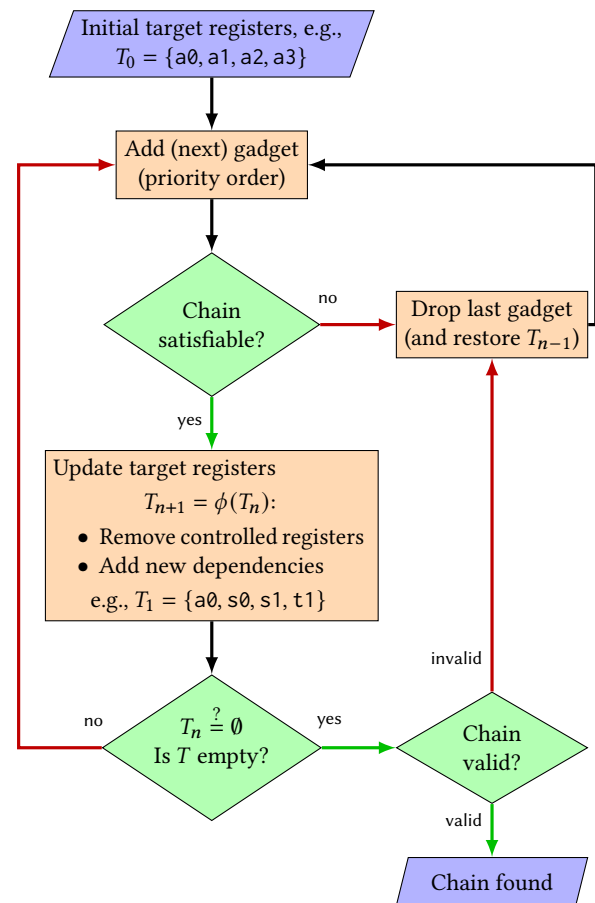 Initial target registers, e.g.,
T₀ = {a0, a1, a2, a3}
Add (next) gadget
(priority order)
Chain
satisfiable?
no
Drop last gadget
(and restore Tₙ₋₁)
yes
Update target registers
Tₙ₊₁ = ϕ(Tₙ):
• Remove controlled registers
• Add new dependencies
e.g., T₁ = {a0, s0, s1, t1}
invalid
no
Tₙ ≟ ∅
Is T empty?
yes
Chain
valid?
valid
Chain found